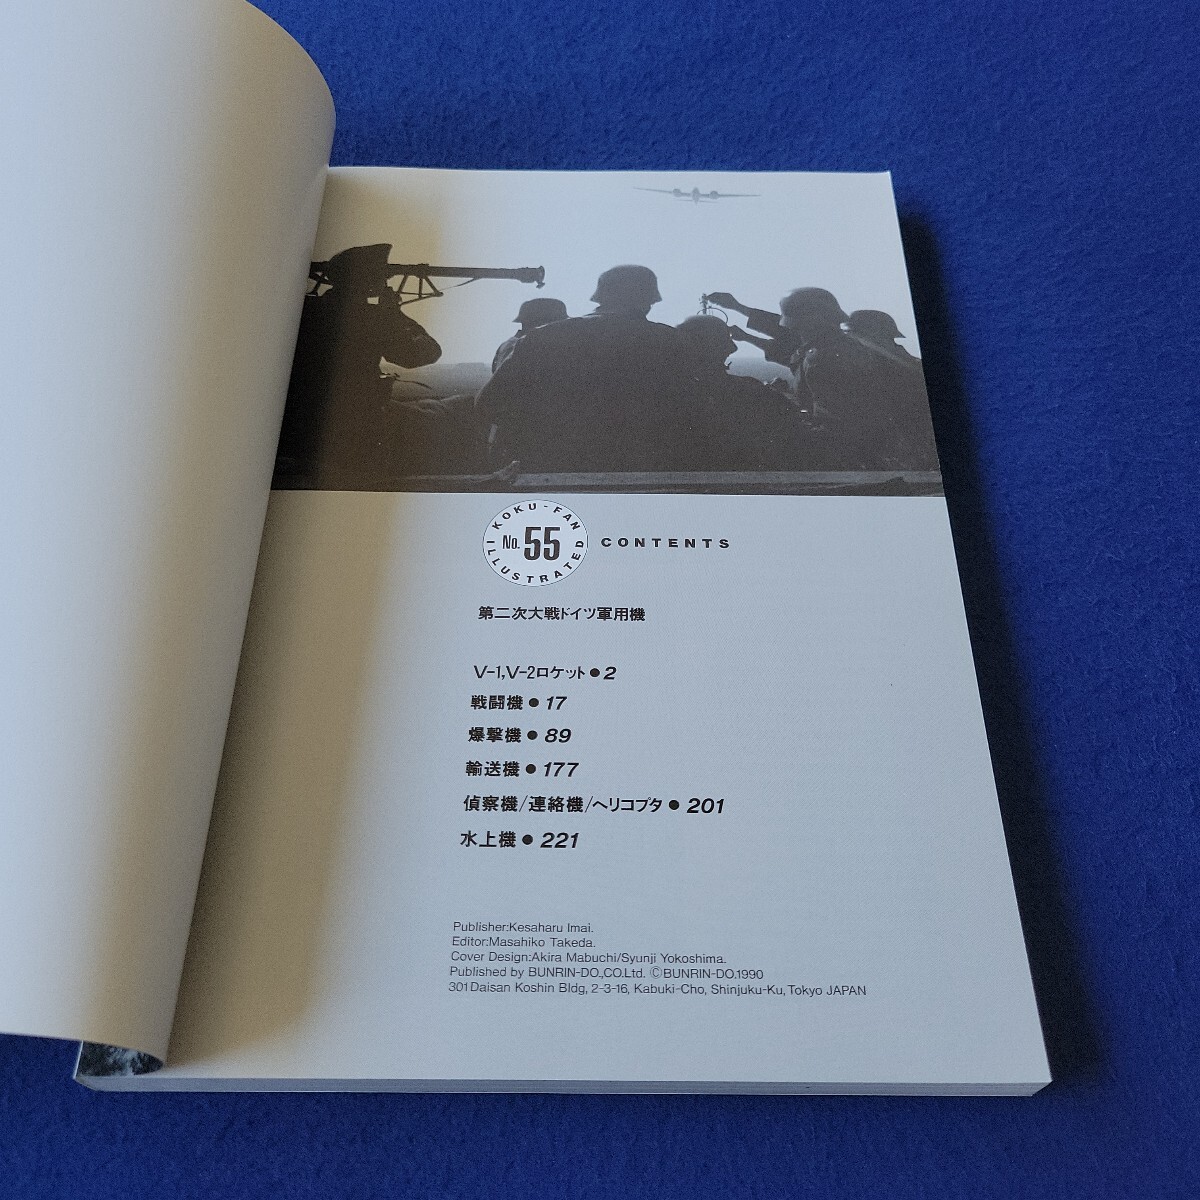 KOKU-FAN
No.55
ILLUSTRATED
CONTENTS
第二次大戦ドイツ軍用機
V-1,V-2ロケット●2
戦闘機●17
爆撃機●89
輸送機●177
偵察機/連絡機/ヘリコプタ●201
水上機●221
Publisher:Kesaharu Imai.
Editor:Masahiko Takeda.
Cover Design:Akira Mabuchi/Syunji Yokoshima.
Published by BUNRIN-DO.,CO.Ltd. ©BUNRIN-DO.1990
301Daisan Koshin Bldg, 2-3-16, Kabuki-Cho, Shinjuku-Ku, Tokyo JAPAN